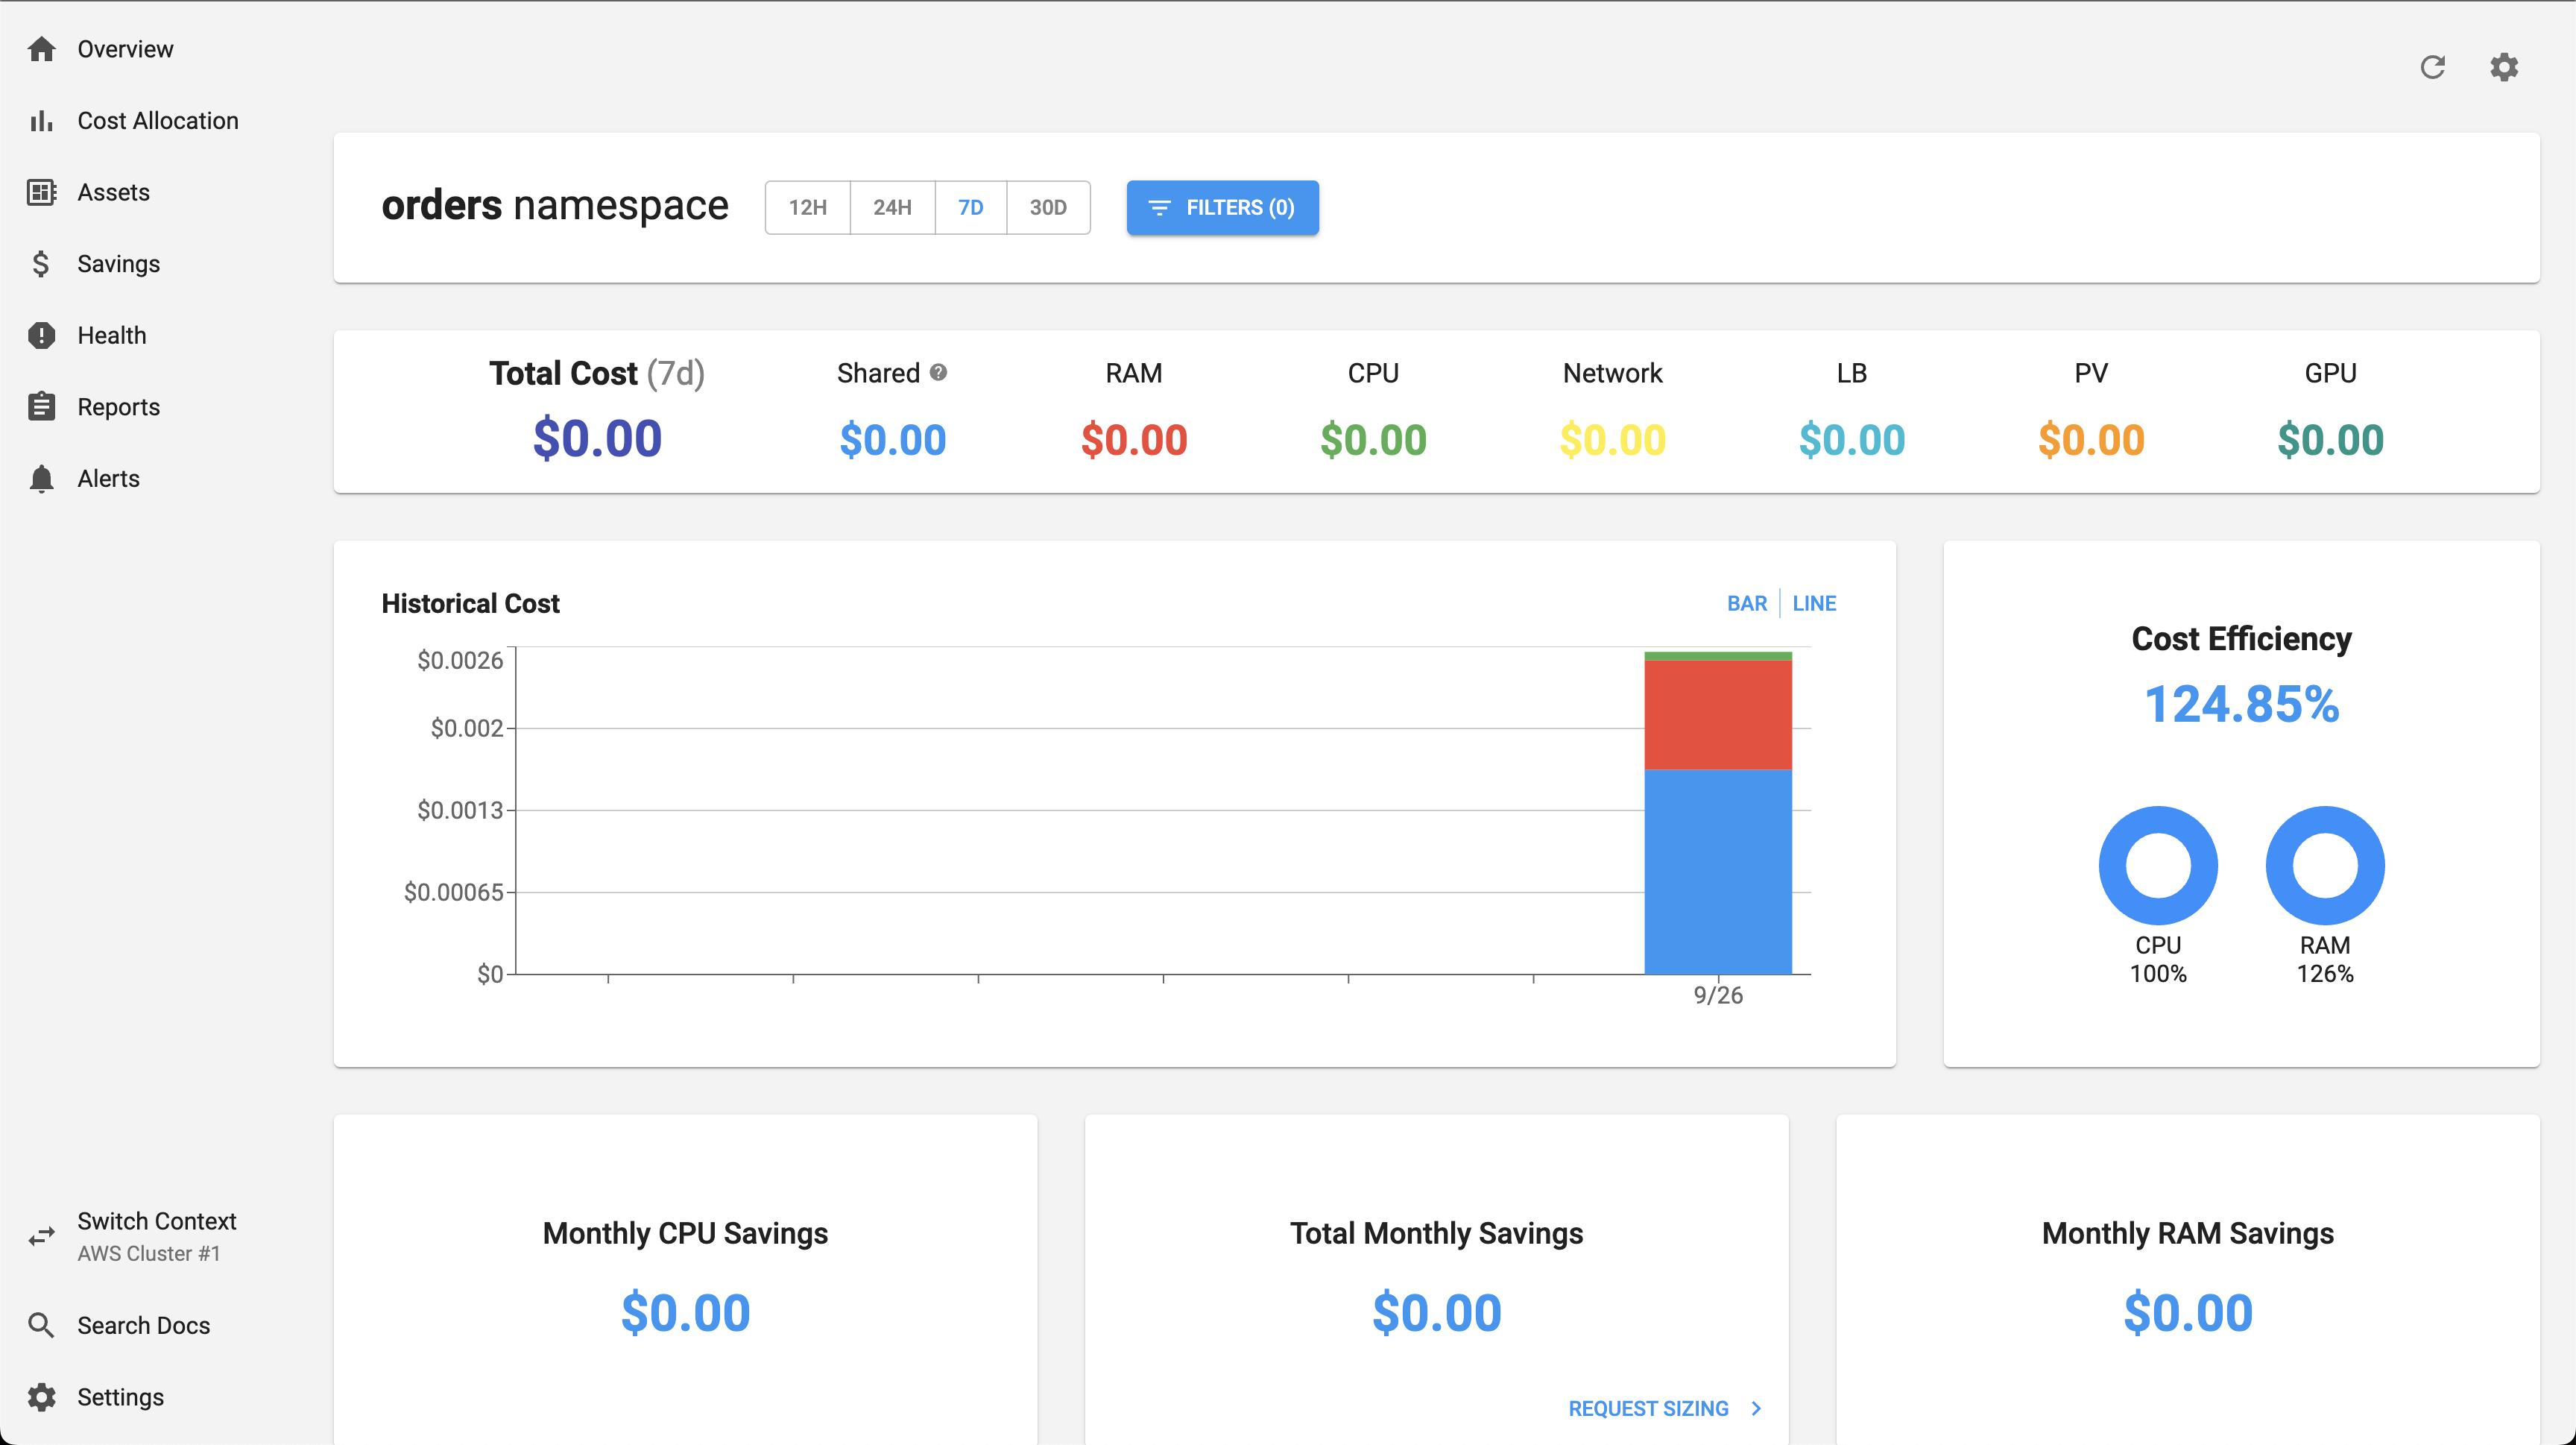 Overview
Cost Allocation
Assets
Savings
Health
Reports
Alerts
Switch Context
AWS Cluster #1
Search Docs
Settings
orders namespace
12H 24H 7D 30D
FILTERS (0)
Total Cost (7d) Shared RAM CPU Network LB PV GPU
$0.00 $0.00 $0.00 $0.00 $0.00 $0.00 $0.00 $0.00
Historical Cost
BAR LINE
$0.0026
$0.002
$0.0013
$0.00065
$0
9/26
Cost Efficiency
124.85%
CPU RAM
100% 126%
Monthly CPU Savings
$0.00
Total Monthly Savings
$0.00
REQUEST SIZING
Monthly RAM Savings
$0.00